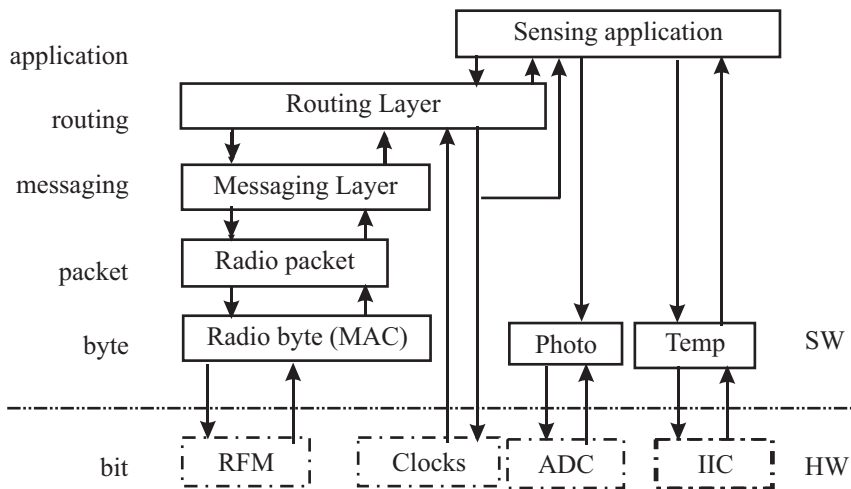 Sensing application
application
Routing Layer
routing
Messaging Layer
messaging
Radio packet
packet
Radio byte (MAC)
Photo
Temp
SW
byte
RFM
Clocks
ADC
IIC
HW
bit